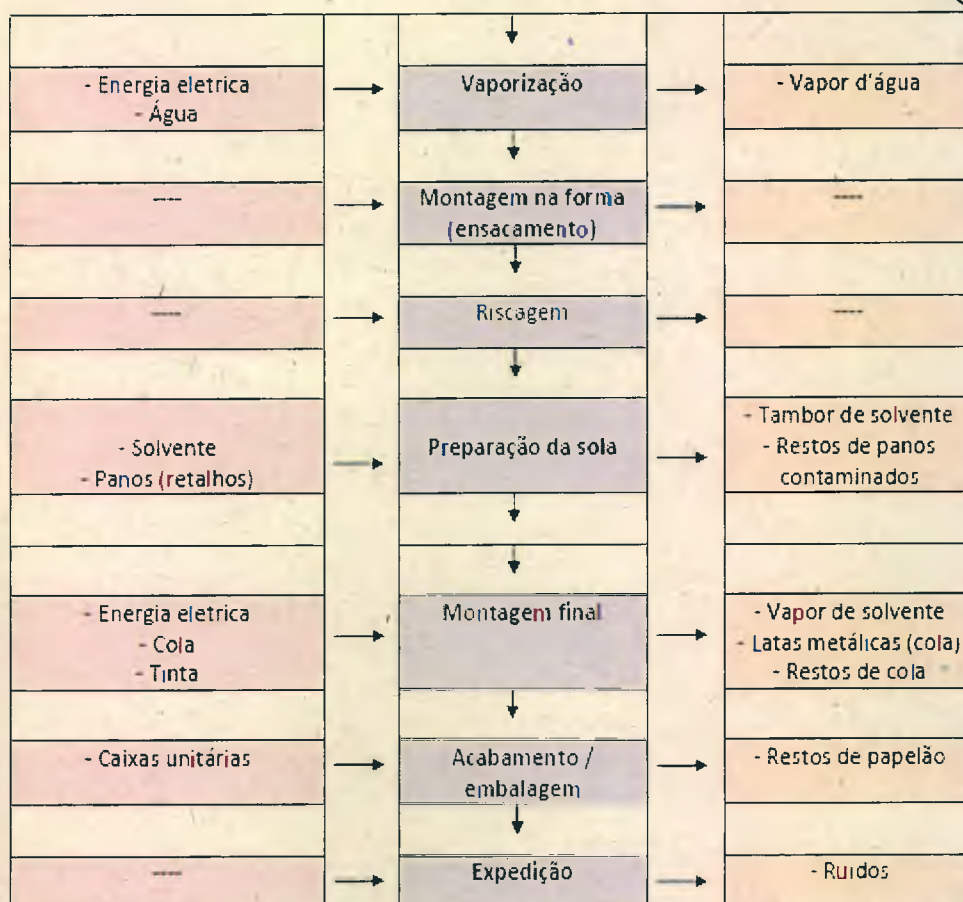 - Energia eletrica
- Água
Vaporização
- Vapor d'água
----
Montagem na forma
(ensacamento)
----
----
Riscagem
----
- Solvente
- Panos (retalhos)
Preparação da sola
- Tambor de solvente
- Restos de panos
contaminados
- Energia eletrica
- Cola
- Tinta
Montagem final
- Vapor de solvente
- Latas metálicas (cola)
- Restos de cola
- Caixas unitárias
Acabamento /
embalagem
- Restos de papelão
----
Expedição
- Ruidos